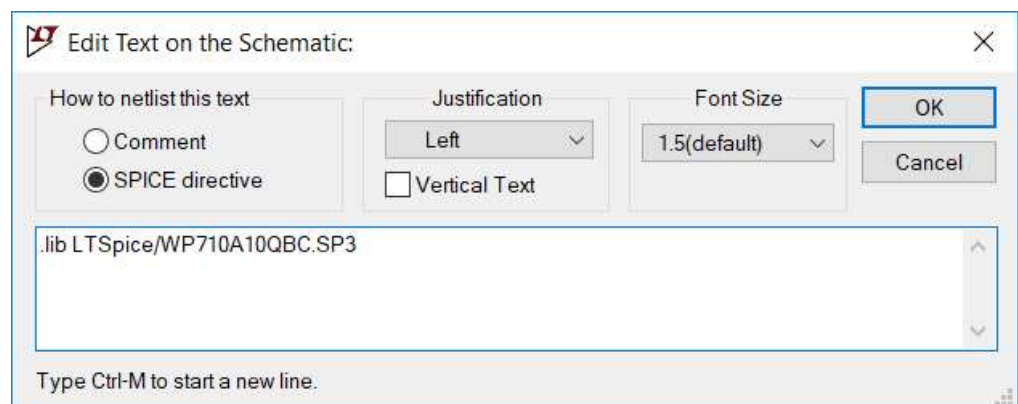 Edit Text on the Schematic:
How to netlist this text
Comment
SPICE directive
Justification
Left
Vertical Text
Font Size
1.5(default)
OK
Cancel
.lib LTSpice/WP710A10QBC.SP3
Type Ctrl-M to start a new line.